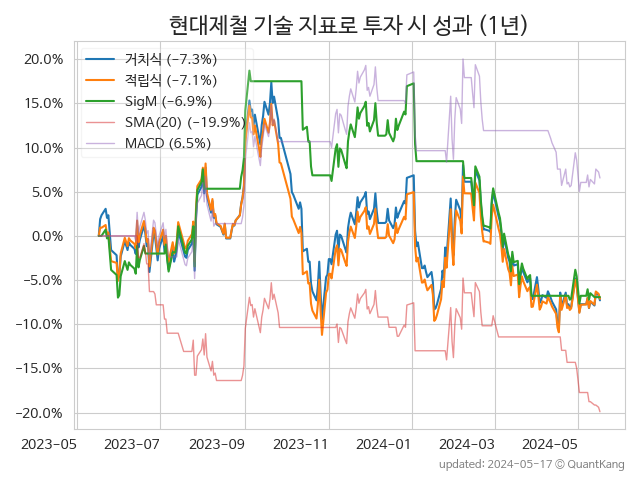 현대제철 기술 지표로 투자 시 성과 (1년)
거치식 (−7.3%)
적립식 (−7.1%)
SigM (−6.9%)
SMA(20) (−19.9%)
MACD (6.5%)
20.0%
15.0%
10.0%
5.0%
0.0%
−5.0%
−10.0%
−15.0%
−20.0%
2023−05 2023−07 2023−09 2023−11 2024−01 2024−03 2024−05
updated: 2024−05−17 © QuantKang